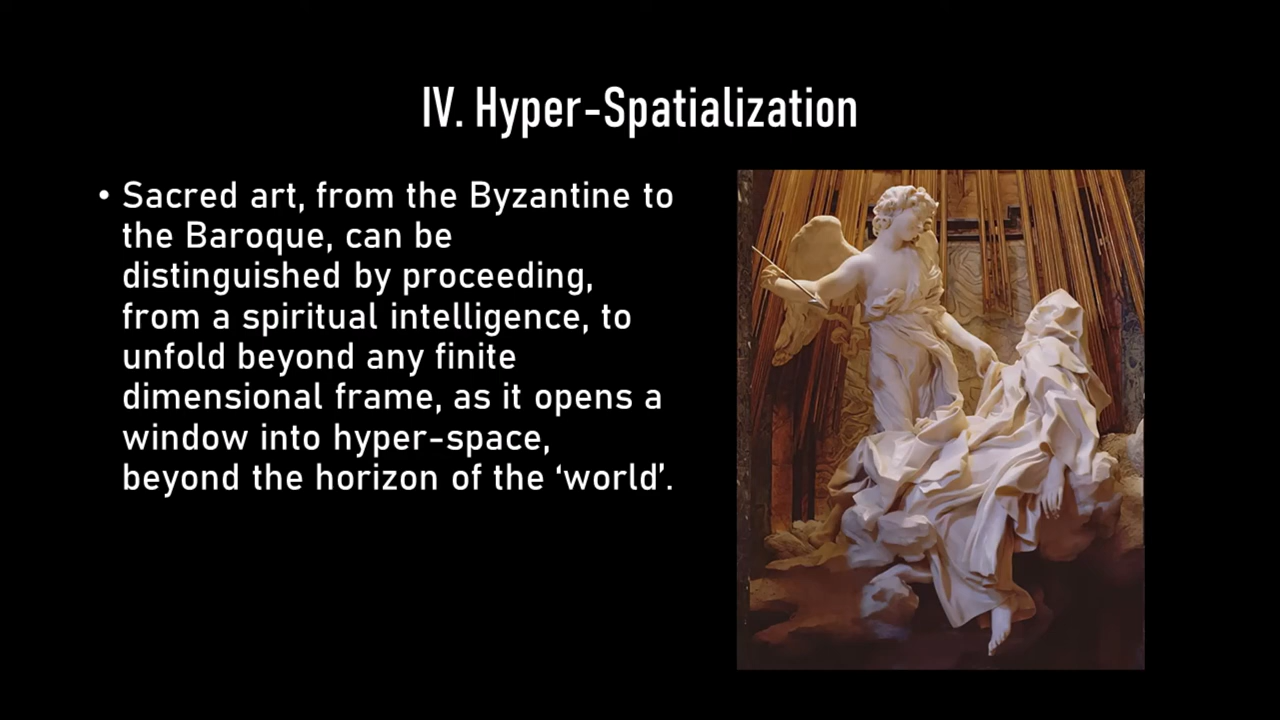 IV. Hyper-Spatialization
• Sacred art, from the Byzantine to
the Baroque, can be
distinguished by proceeding,
from a spiritual intelligence, to
unfold beyond any finite
dimensional frame, as it opens a
window into hyper-space,
beyond the horizon of the ‘world’.